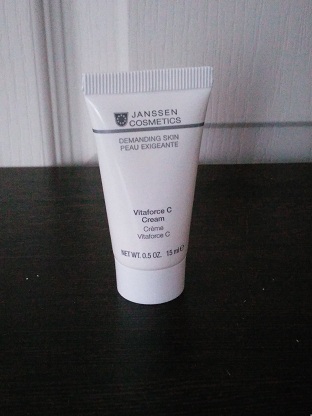 JANSSEN
COSMETICS
DEMANDING SKIN
PEAU EXIGEANTE
Vitaforce C
Cream
Crème
Vitaforce C
NET WT. 0.5 OZ. 15 ml ℮